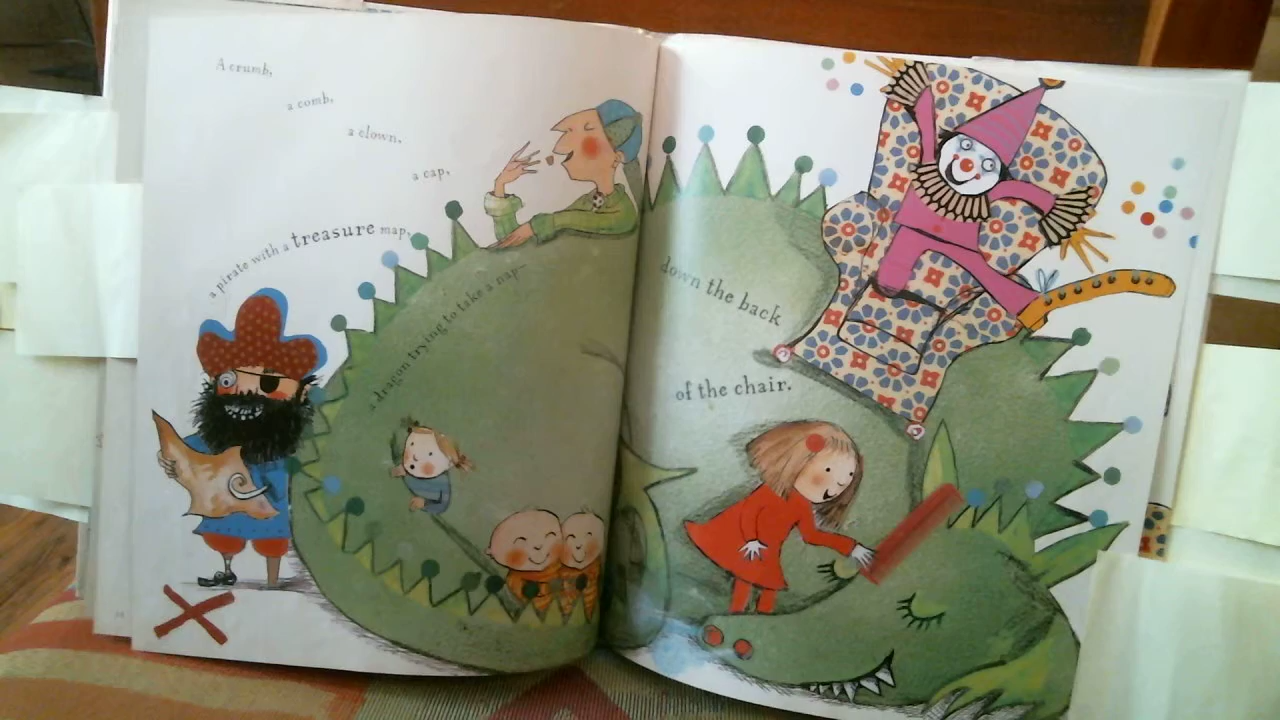 A crumb,
a comb,
a clown,
a cap,
a pirate with a treasure map,
a dragon trying to take a nap—
down the back
of the chair.